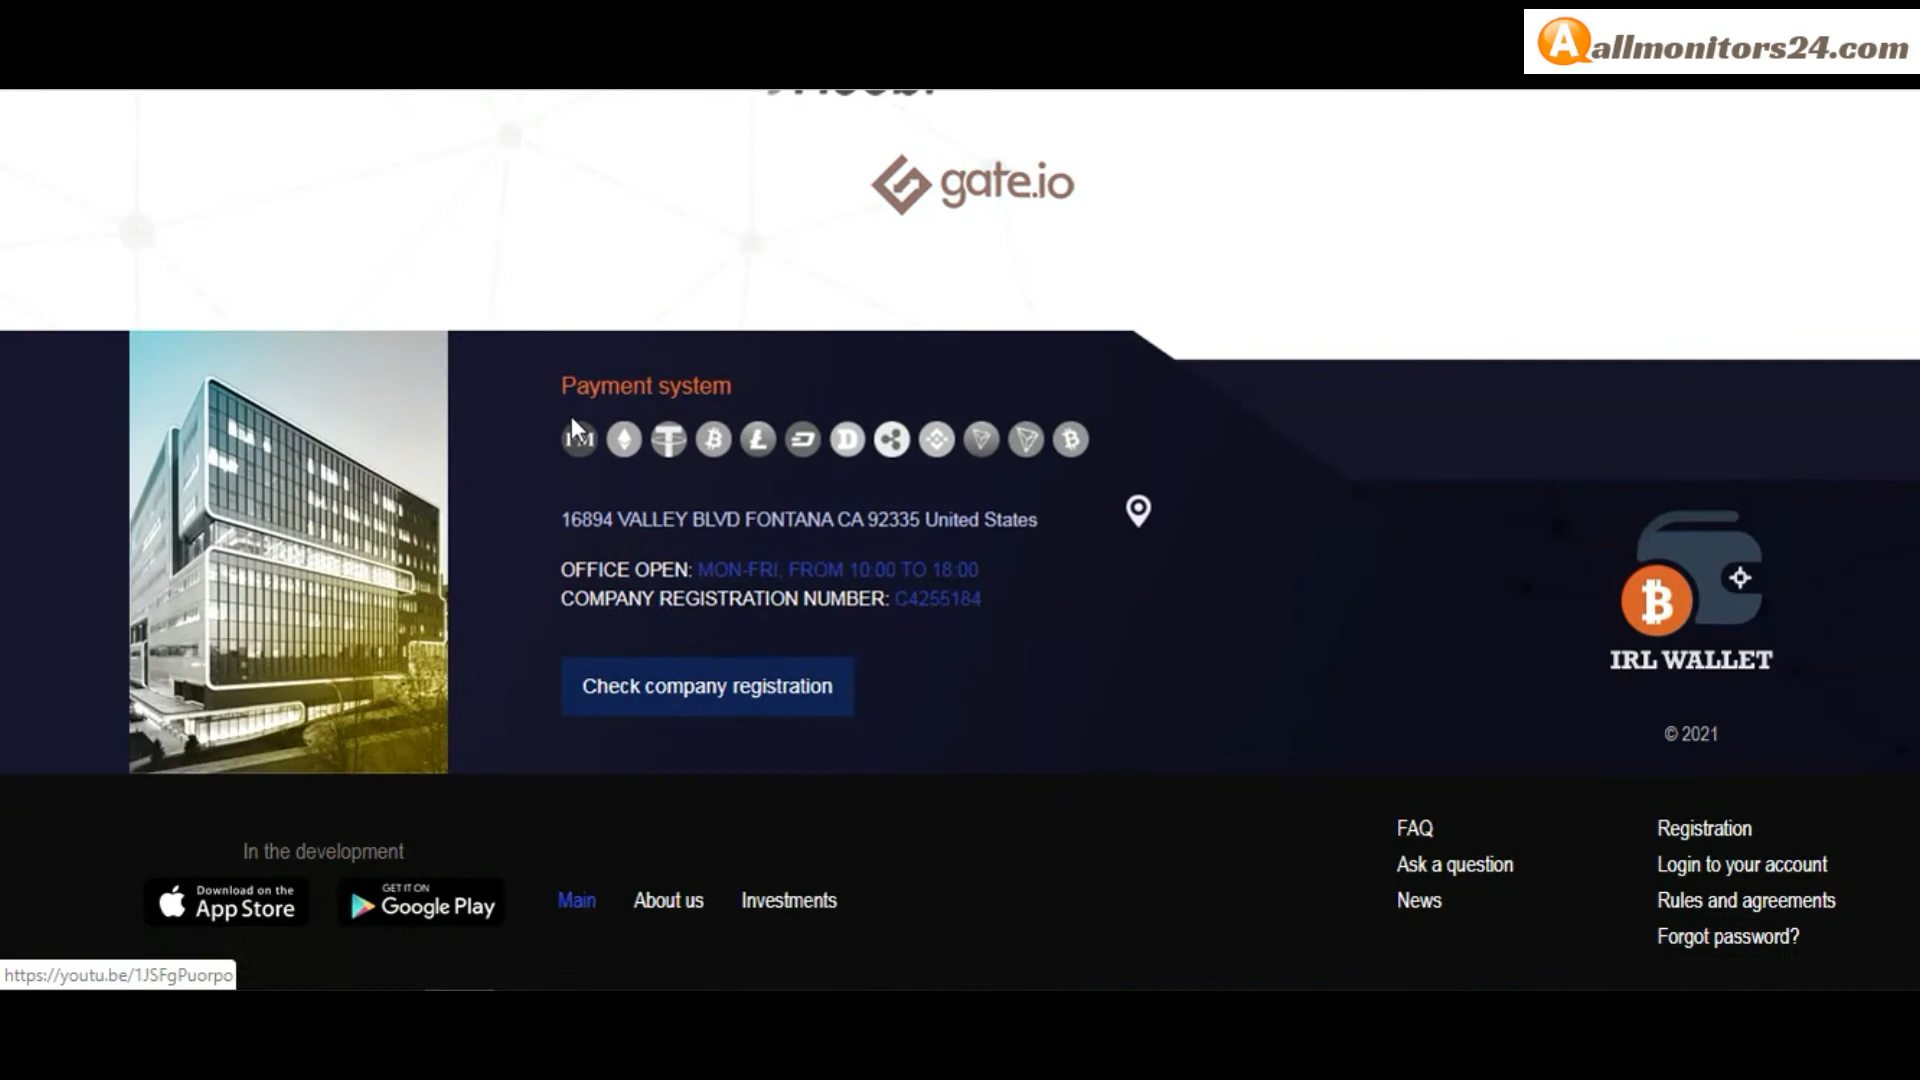 allmonitors24.com
gate.io
Payment system
16894 VALLEY BLVD FONTANA CA 92335 United States
OFFICE OPEN: MON-FRI, FROM 10:00 TO 18:00
COMPANY REGISTRATION NUMBER: C4255184
Check company registration
IRL WALLET
© 2021
In the development
Download on the
App Store
GET IT ON
Google Play
Main
About us
Investments
FAQ
Ask a question
News
Registration
Login to your account
Rules and agreements
Forgot password?
https://youtu.be/1JSFgPuorpo